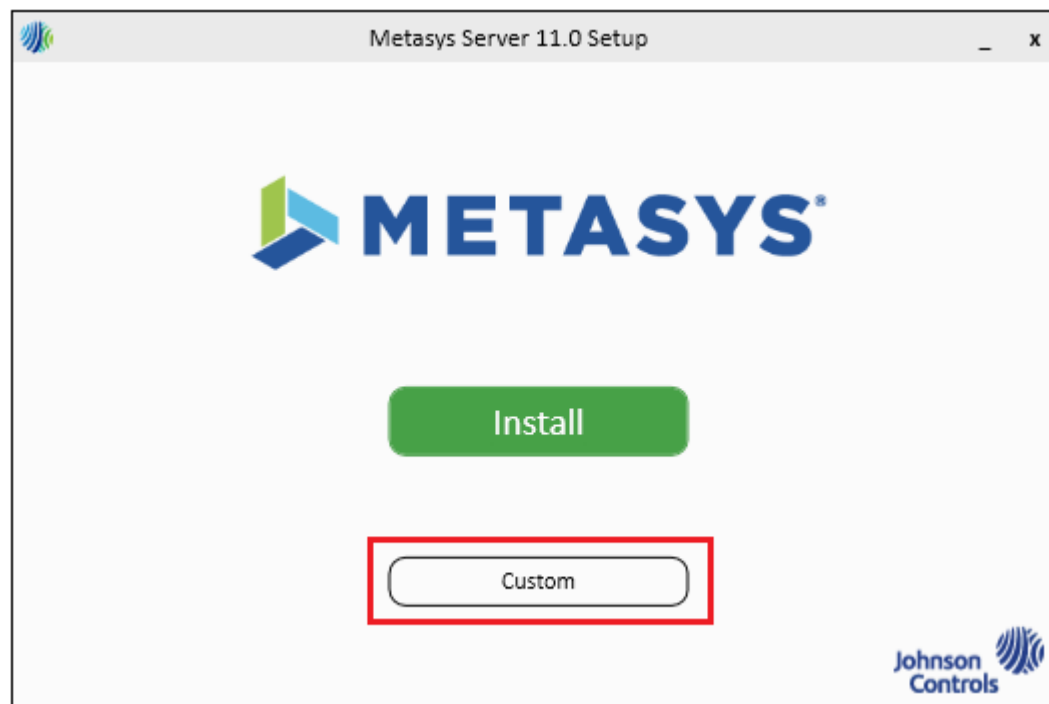 Metasys Server 11.0 Setup
_ x
METASYS®
Install
Custom
Johnson
Controls